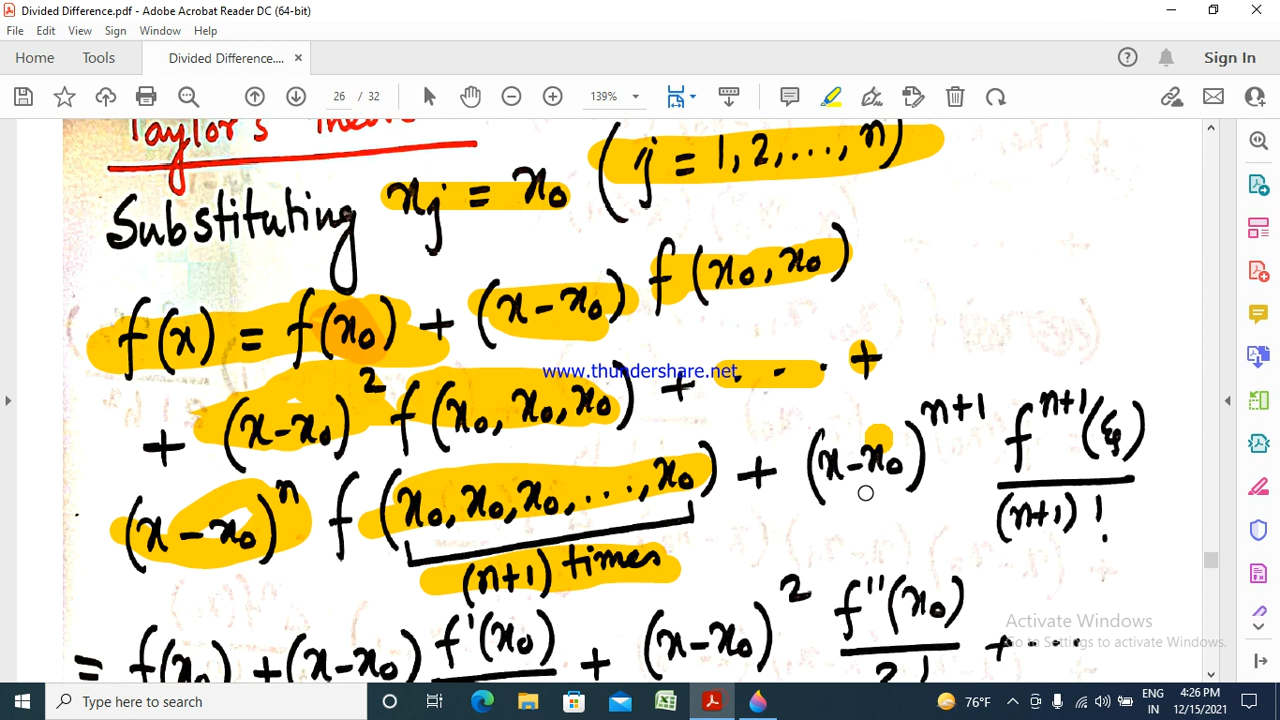 Divided Difference.pdf - Adobe Acrobat Reader DC (64-bit)
File Edit View Sign Window Help
Home Tools Divided Difference.... × Sign In
26 / 32 139%
Taylor's
Substituting xj = x0 (j = 1, 2, ..., n)
f(x) = f(x0) + (x-x0) f(x0, x0)
www.thundershare.net
+ (x-x0)² f(x0, x0, x0) + ... +
(x-x0)ⁿ f(x0, x0, x0, ..., x0) + (x-x0)ⁿ⁺¹ fⁿ⁺¹(ξ) / (n+1)!
(n+1) times
= f(x0) + (x-x0) f'(x0) + (x-x0)² f''(x0) / 2! + ...
Activate Windows
Go to Settings to activate Windows.
Type here to search
76°F ENG IN 4:26 PM 12/15/2021